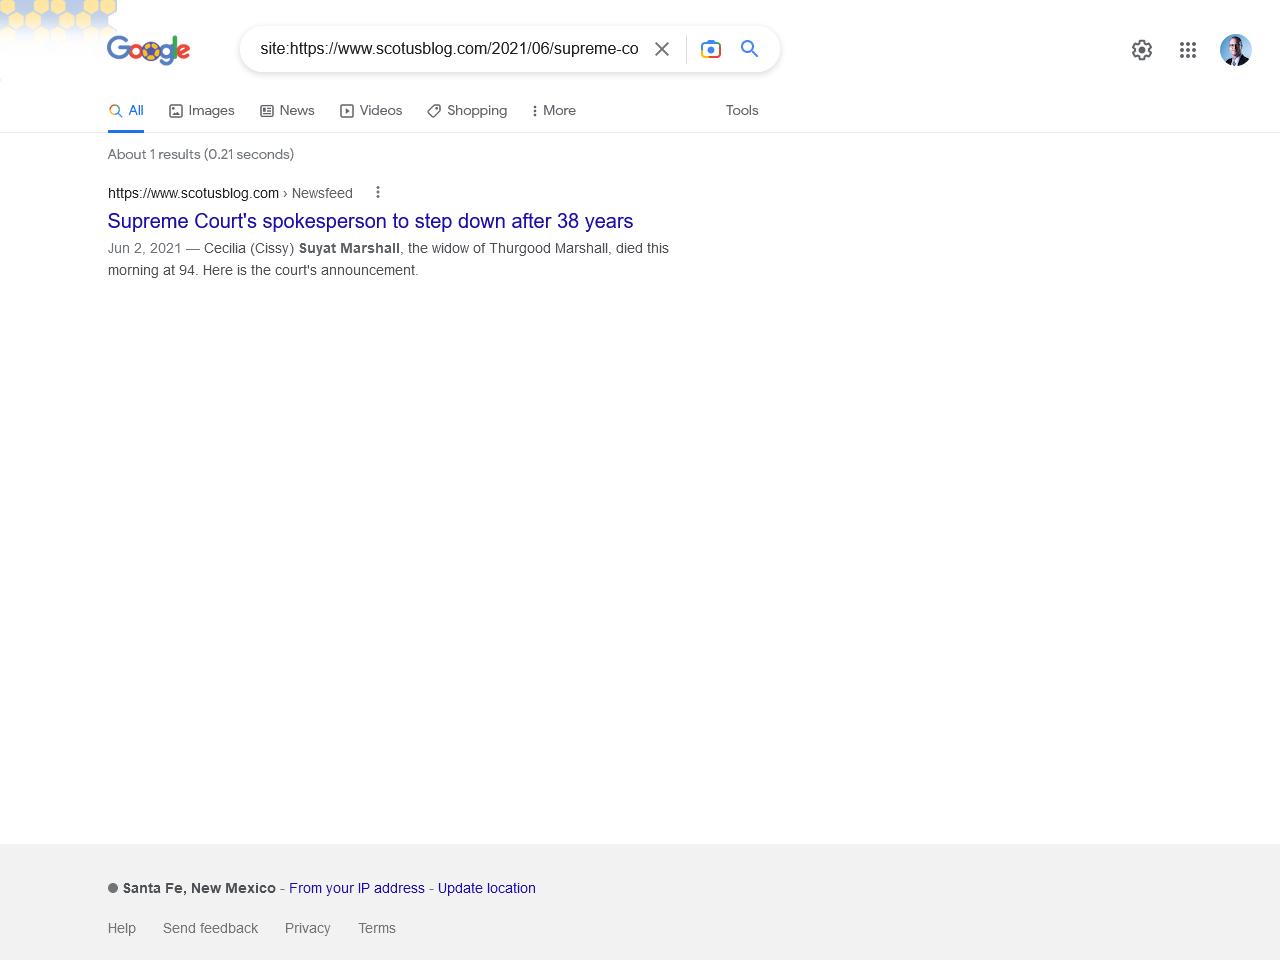 Google
site:https://www.scotusblog.com/2021/06/supreme-co
All
Images
News
Videos
Shopping
More
Tools
About 1 results (0.21 seconds)
https://www.scotusblog.com › Newsfeed
Supreme Court's spokesperson to step down after 38 years
Jun 2, 2021 — Cecilia (Cissy) Suyat Marshall, the widow of Thurgood Marshall, died this
morning at 94. Here is the court's announcement.
Santa Fe, New Mexico - From your IP address - Update location
Help
Send feedback
Privacy
Terms